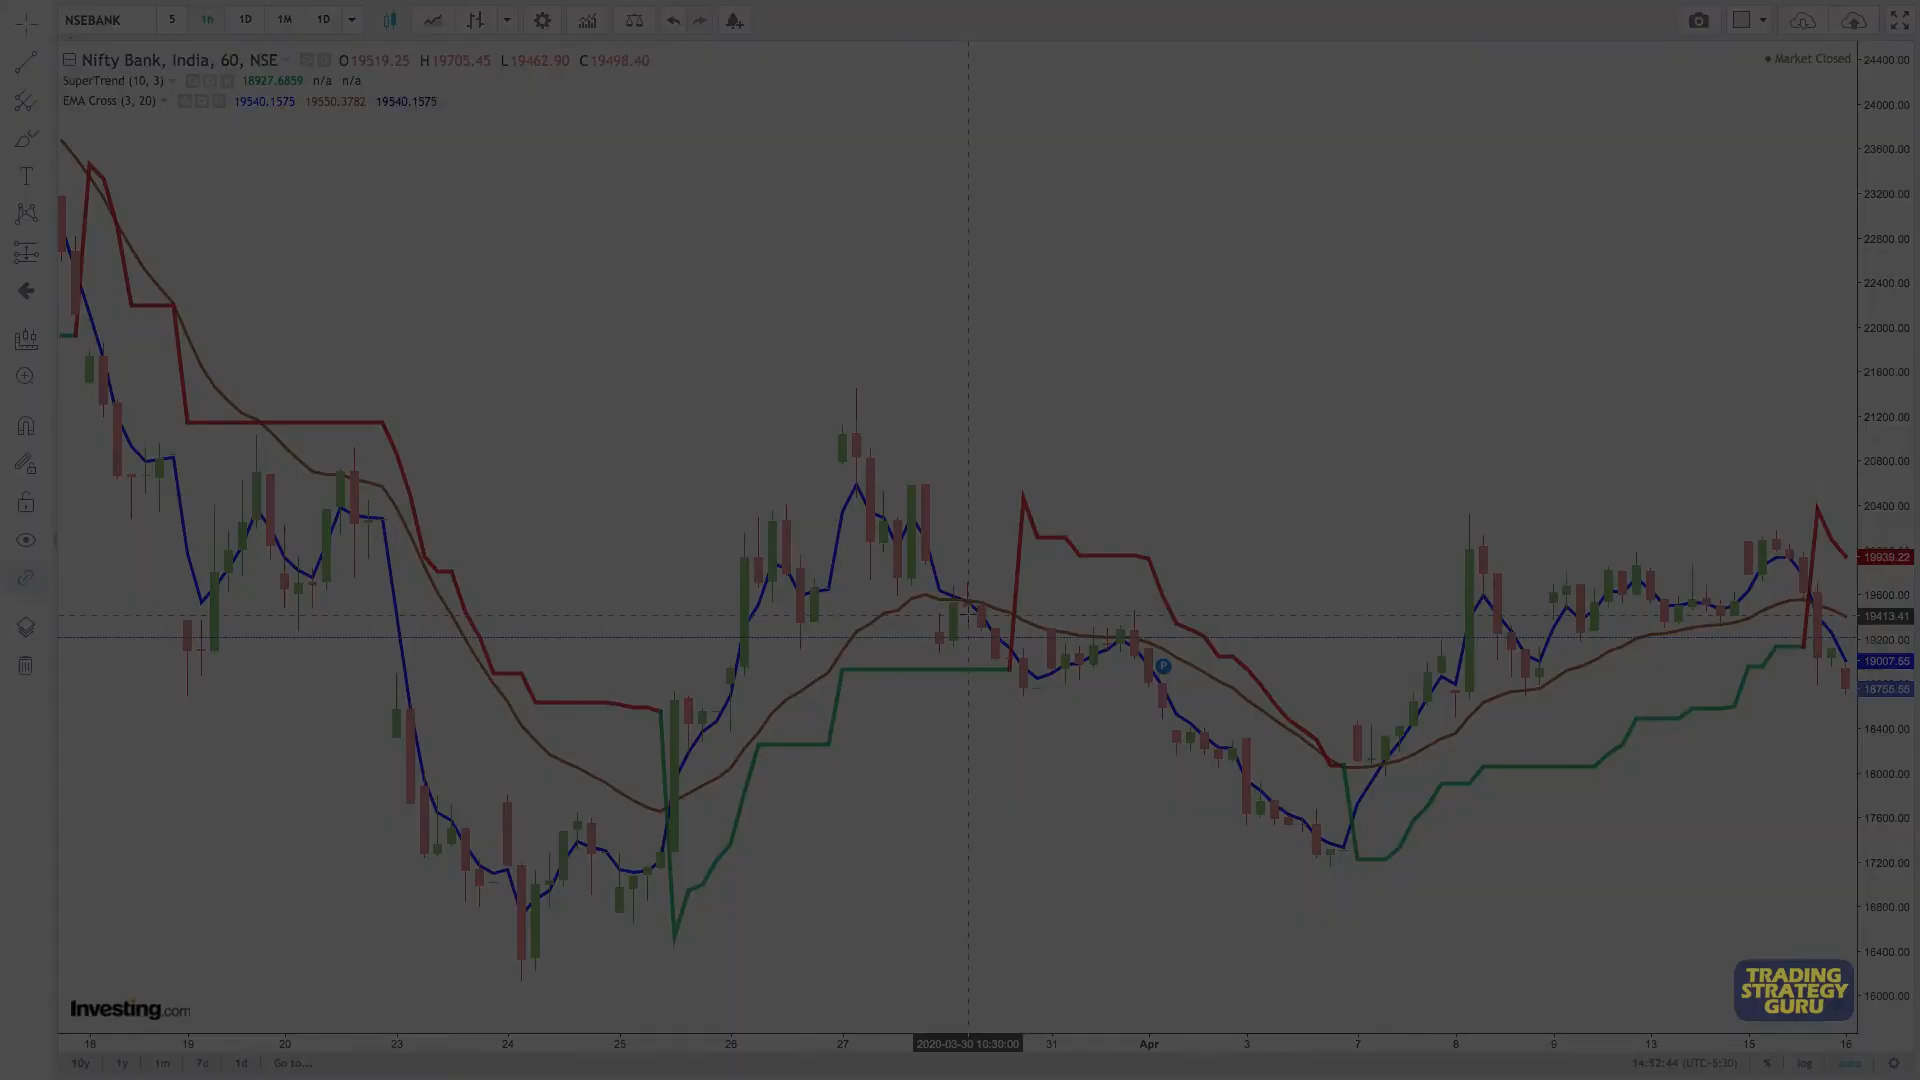 NSEBANK 5 1h 1D 1M 1D
Nifty Bank, India, 60, NSE O19519.25 H19705.45 L19462.90 C19498.40
Market Closed
SuperTrend (10, 3) 18927.6859 n/a n/a
EMA Cross (3, 20) 19540.1575 19550.3782 19540.1575
24400.00
24000.00
23600.00
23200.00
22800.00
22400.00
22000.00
21600.00
21200.00
20800.00
20400.00
19939.22
19600.00
19413.41
19200.00
19007.55
18755.55
18400.00
18000.00
17600.00
17200.00
16800.00
16400.00
16000.00
P
TRADING
STRATEGY
GURU
Investing.com
18 19 20 23 24 25 26 27 2020-03-30 10:30:00 31 Apr 3 7 8 9 13 15 16
10y 1y 1m 7d 1d Go to... 14:52:44 (UTC-5:30) % log auto